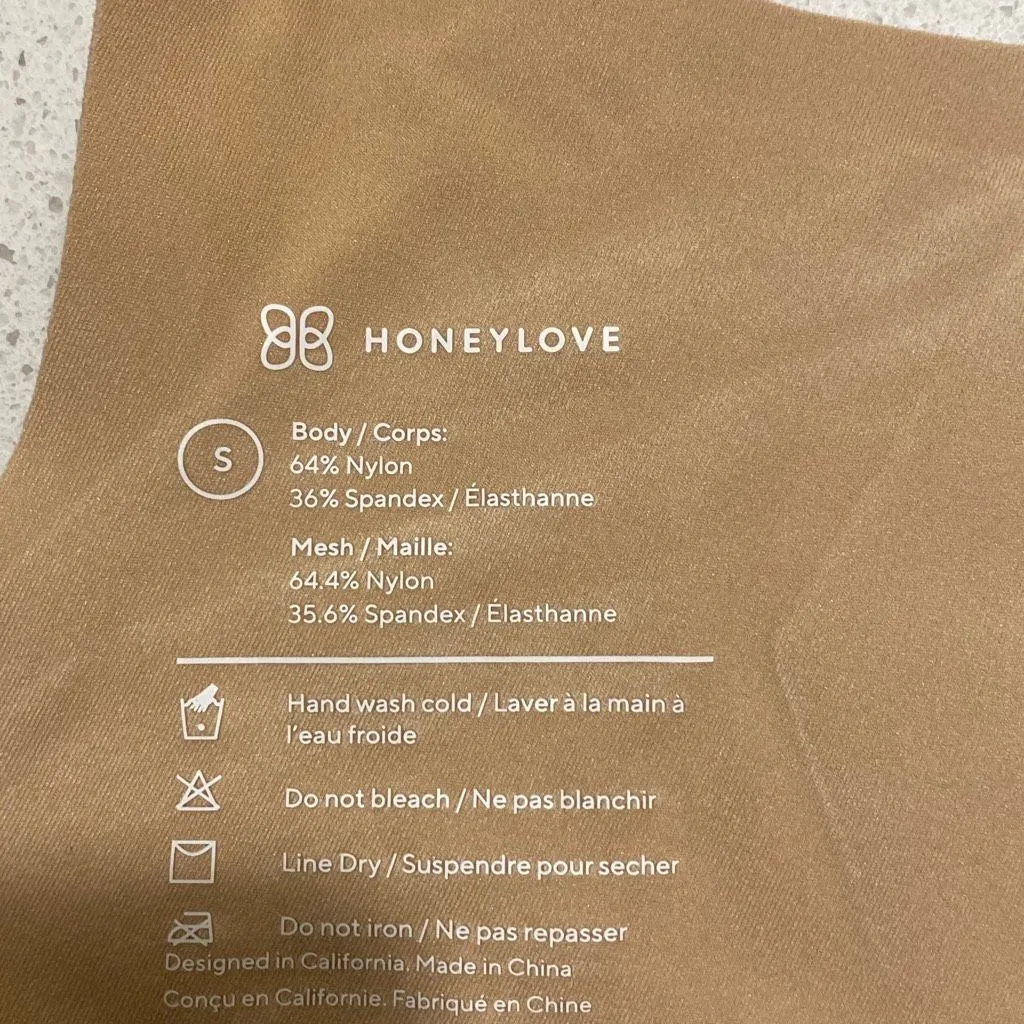 HONEYLOVE
S
Body / Corps:
64% Nylon
36% Spandex / Élasthanne
Mesh / Maille:
64.4% Nylon
35.6% Spandex / Élasthanne
Hand wash cold / Laver à la main à
l'eau froide
Do not bleach / Ne pas blanchir
Line Dry / Suspendre pour secher
Do not iron / Ne pas repasser
Designed in California. Made in China
Conçu en Californie. Fabriqué en Chine